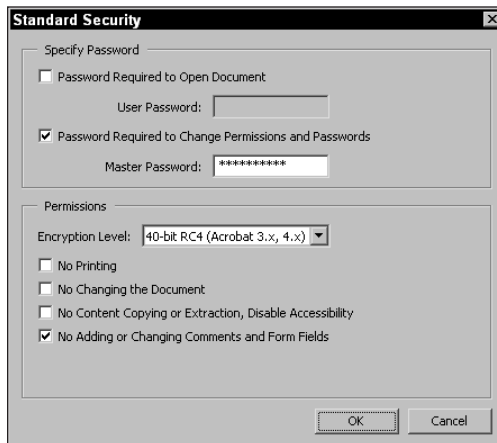 Standard Security
Specify Password
Password Required to Open Document
User Password:
Password Required to Change Permissions and Passwords
Master Password: **********
Permissions
Encryption Level: 40-bit RC4 (Acrobat 3.x, 4.x)
No Printing
No Changing the Document
No Content Copying or Extraction, Disable Accessibility
No Adding or Changing Comments and Form Fields
OK Cancel